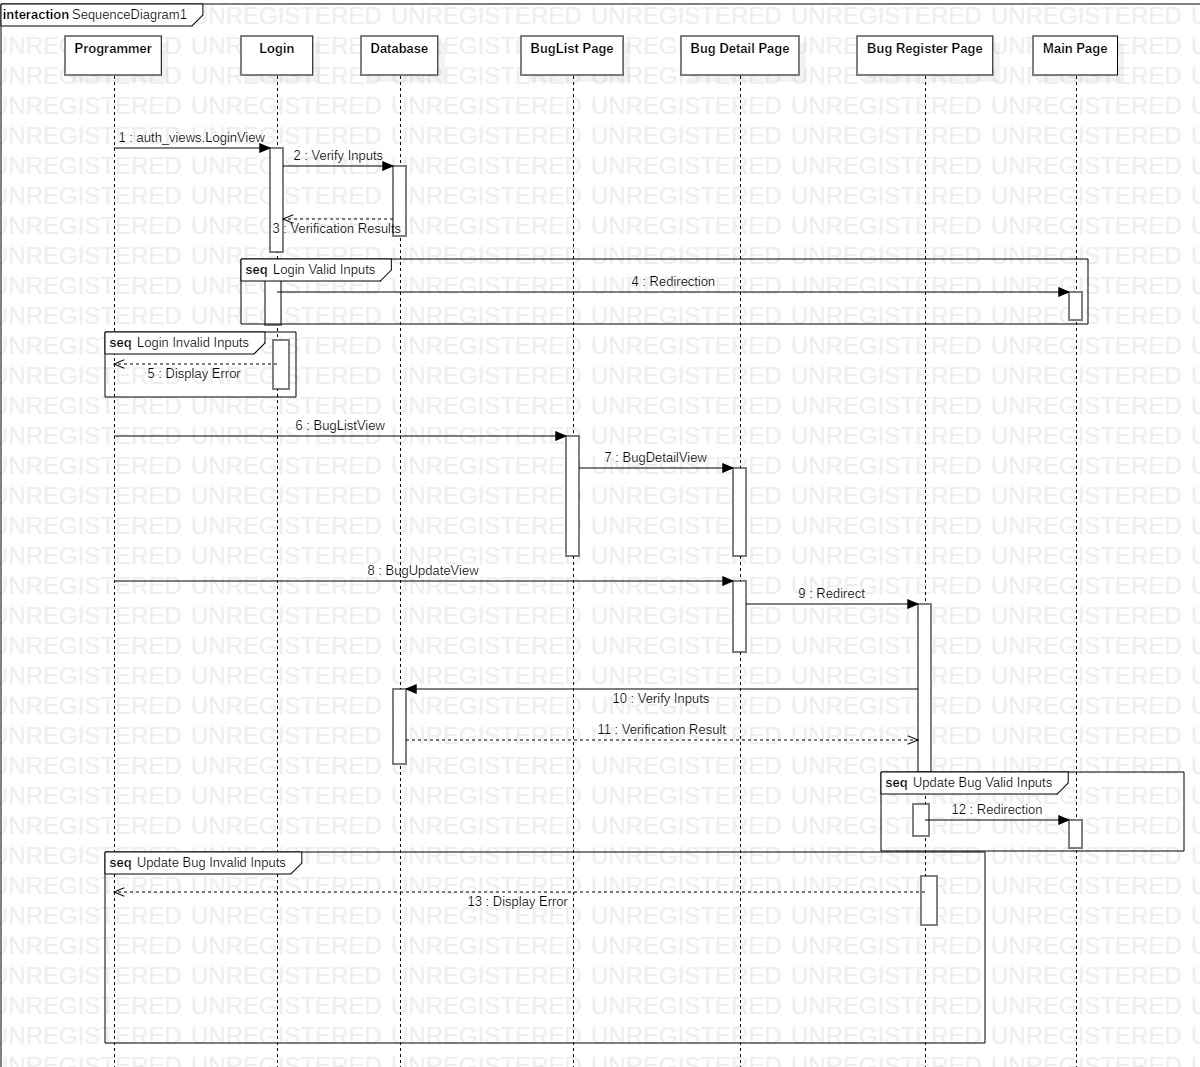 interaction SequenceDiagram1
Programmer
Login
Database
BugList Page
Bug Detail Page
Bug Register Page
Main Page
1 : auth_views.LoginView
2 : Verify Inputs
3 : Verification Results
seq Login Valid Inputs
4 : Redirection
seq Login Invalid Inputs
5 : Display Error
6 : BugListView
7 : BugDetailView
8 : BugUpdateView
9 : Redirect
10 : Verify Inputs
11 : Verification Result
seq Update Bug Valid Inputs
12 : Redirection
seq Update Bug Invalid Inputs
13 : Display Error
UNREGISTERED